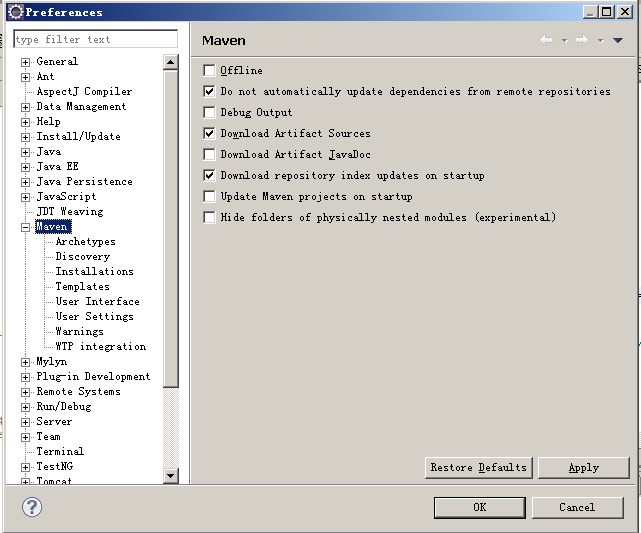 Preferences
type filter text
General
Ant
AspectJ Compiler
Data Management
Help
Install/Update
Java
Java EE
Java Persistence
JavaScript
JDT Weaving
Maven
Archetypes
Discovery
Installations
Templates
User Interface
User Settings
Warnings
WTP integration
Mylyn
Plug-in Development
Remote Systems
Run/Debug
Server
Team
Terminal
TestNG
Tomcat
Maven
Offline
Do not automatically update dependencies from remote repositories
Debug Output
Download Artifact Sources
Download Artifact JavaDoc
Download repository index updates on startup
Update Maven projects on startup
Hide folders of physically nested modules (experimental)
Restore Defaults
Apply
?
OK
Cancel